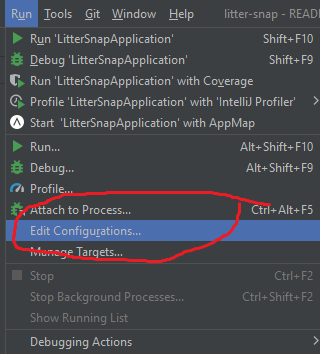 Run Tools Git Window Help litter-snap - READ
Run 'LitterSnapApplication' Shift+F10
Debug 'LitterSnapApplication' Shift+F9
Run 'LitterSnapApplication' with Coverage
Profile 'LitterSnapApplication' with 'IntelliJ Profiler'
Start 'LitterSnapApplication' with AppMap
Run... Alt+Shift+F10
Debug... Alt+Shift+F9
Profile...
Attach to Process... Ctrl+Alt+F5
Edit Configurations...
Manage Targets...
Stop Ctrl+F2
Stop Background Processes... Ctrl+Shift+F2
Show Running List
Debugging Actions